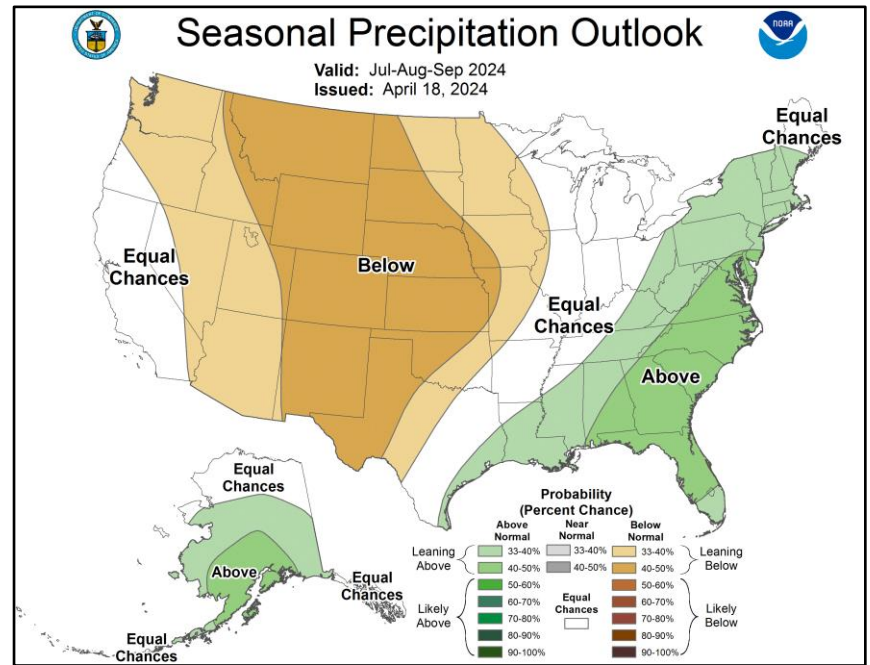 Seasonal Precipitation Outlook
NOAA
Valid: Jul-Aug-Sep 2024
Issued: April 18, 2024
Equal
Chances
Equal
Chances
Below
Equal
Chances
Above
Equal
Chances
Above
Equal
Chances
Equal
Chances
Probability
(Percent Chance)
Above
Normal
Near
Normal
Below
Normal
Leaning
Above
33-40%
33-40%
33-40%
Leaning
Below
40-50%
40-50%
40-50%
Likely
Above
50-60%
50-60%
Likely
Below
60-70%
Equal
Chances
60-70%
70-80%
70-80%
80-90%
80-90%
90-100%
90-100%